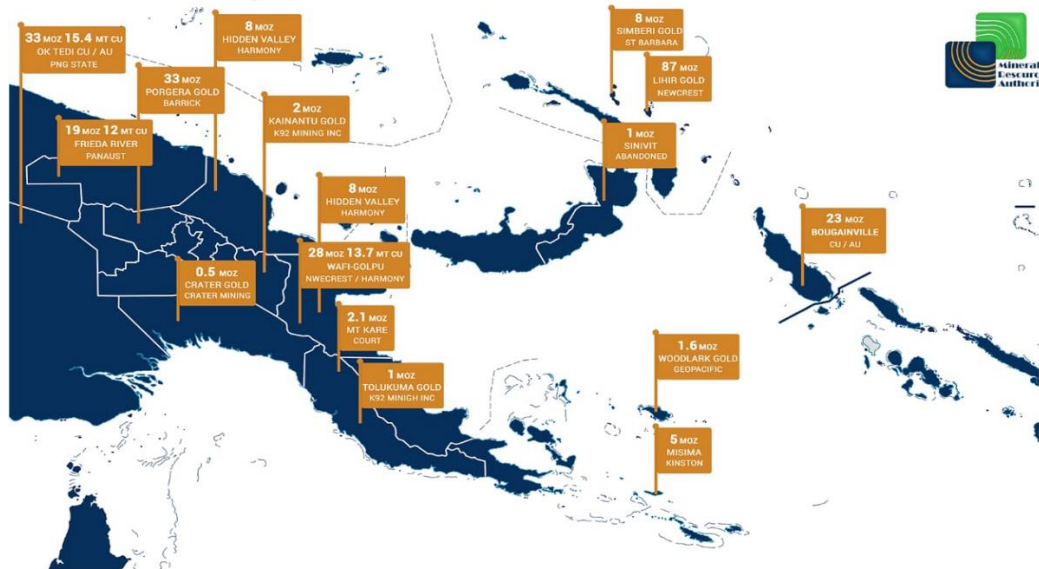 33 MOZ 15.4 MT CU
OK TEDI CU / AU
PNG STATE
8 MOZ
HIDDEN VALLEY
HARMONY
33 MOZ
PORGERA GOLD
BARRICK
19 MOZ 12 MT CU
FRIEDA RIVER
PANAUST
2 MOZ
KAINANTU GOLD
K92 MINING INC
8 MOZ
HIDDEN VALLEY
HARMONY
28 MOZ 13.7 MT CU
WAFI-GOLPU
NWECREST / HARMONY
0.5 MOZ
CRATER GOLD
CRATER MINING
2.1 MOZ
MT KARE
COURT
1 MOZ
TOLUKUMA GOLD
K92 MINIGH INC
8 MOZ
SIMBERI GOLD
ST BARBARA
87 MOZ
LIHIR GOLD
NEWCREST
1 MOZ
SINIVIT
ABANDONED
23 MOZ
BOUGAINVILLE
CU / AU
1.6 MOZ
WOODLARK GOLD
GEOPACIFIC
5 MOZ
MISIMA
KINSTON
Mineral
Resourc
Authori